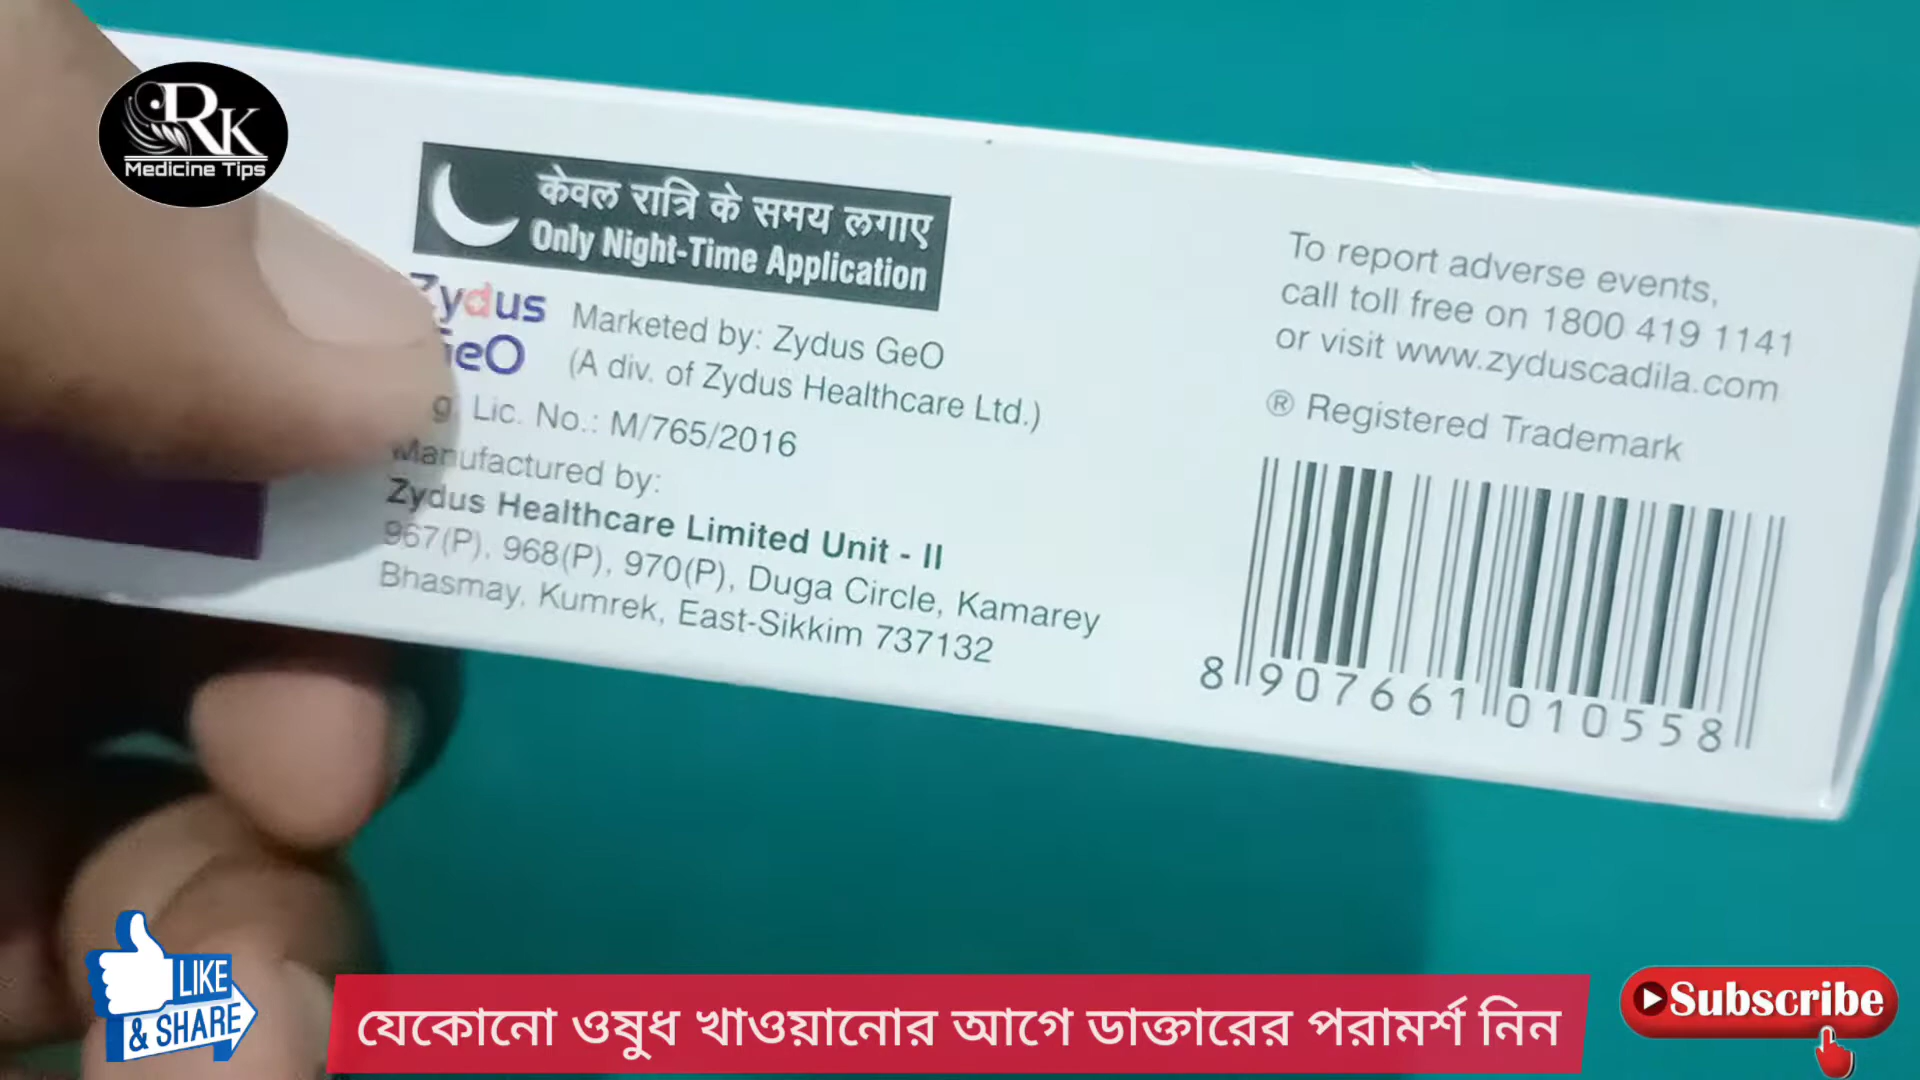 RK
Medicine Tips
केवल रात्रि के समय लगाए
Only Night-Time Application
Zydus
GeO
Marketed by: Zydus GeO
(A div. of Zydus Healthcare Ltd.)
Lic. No.: M/765/2016
Manufactured by:
Zydus Healthcare Limited Unit - II
967(P), 968(P), 970(P), Duga Circle, Kamarey
Bhasmay, Kumrek, East-Sikkim 737132
To report adverse events,
call toll free on 1800 419 1141
or visit www.zyduscadila.com
® Registered Trademark
8 907661 010558
LIKE
& SHARE
যেকোনো ওষুধ খাওয়ানোর আগে ডাক্তারের পরামর্শ নিন
Subscribe